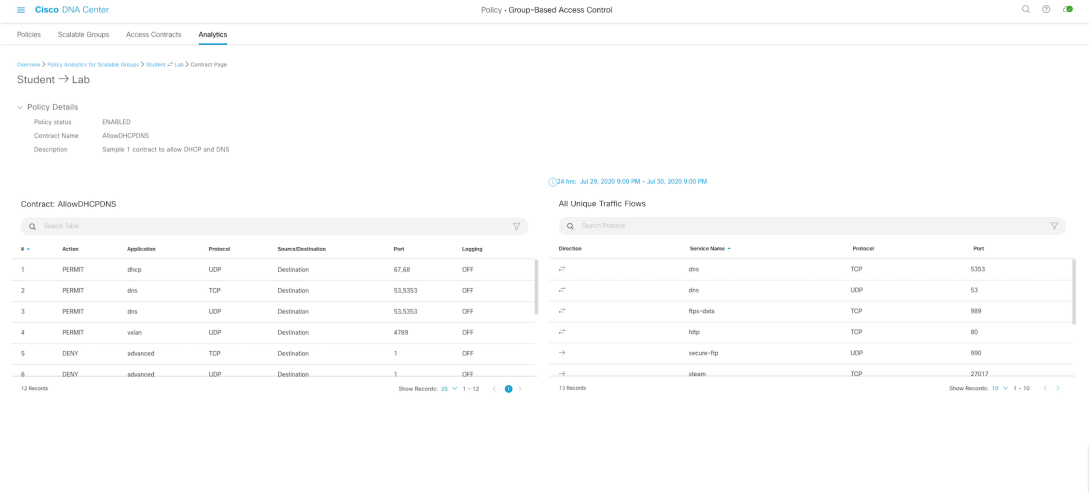 Cisco DNA Center
Policy • Group-Based Access Control
Policies Scalable Groups Access Contracts Analytics
Overview > Policy Analytics for Scalable Groups > Student ⇄ Lab > Contract Page
Student → Lab
Policy Details
Policy status ENABLED
Contract Name AllowDHCPDNS
Description Sample 1 contract to allow DHCP and DNS
24 hrs: Jul 29, 2020 9:00 PM - Jul 30, 2020 9:00 PM
Contract: AllowDHCPDNS
Search Table
# Action Application Protocol Source/Destination Port Logging
1 PERMIT dhcp UDP Destination 67,68 OFF
2 PERMIT dns TCP Destination 53,5353 OFF
3 PERMIT dns UDP Destination 53,5353 OFF
4 PERMIT vxlan UDP Destination 4789 OFF
5 DENY advanced TCP Destination 1 OFF
6 DENY advanced UDP Destination 1 OFF
12 Records Show Records: 25 1 - 12 < 1 >
All Unique Traffic Flows
Search Protocol
Direction Service Name Protocol Port
⇄ dns TCP 5353
⇄ dns UDP 53
⇄ ftps-data TCP 989
⇄ http TCP 80
→ secure-ftp UDP 990
→ steam TCP 27017
13 Records Show Records: 10 1 - 10 < >